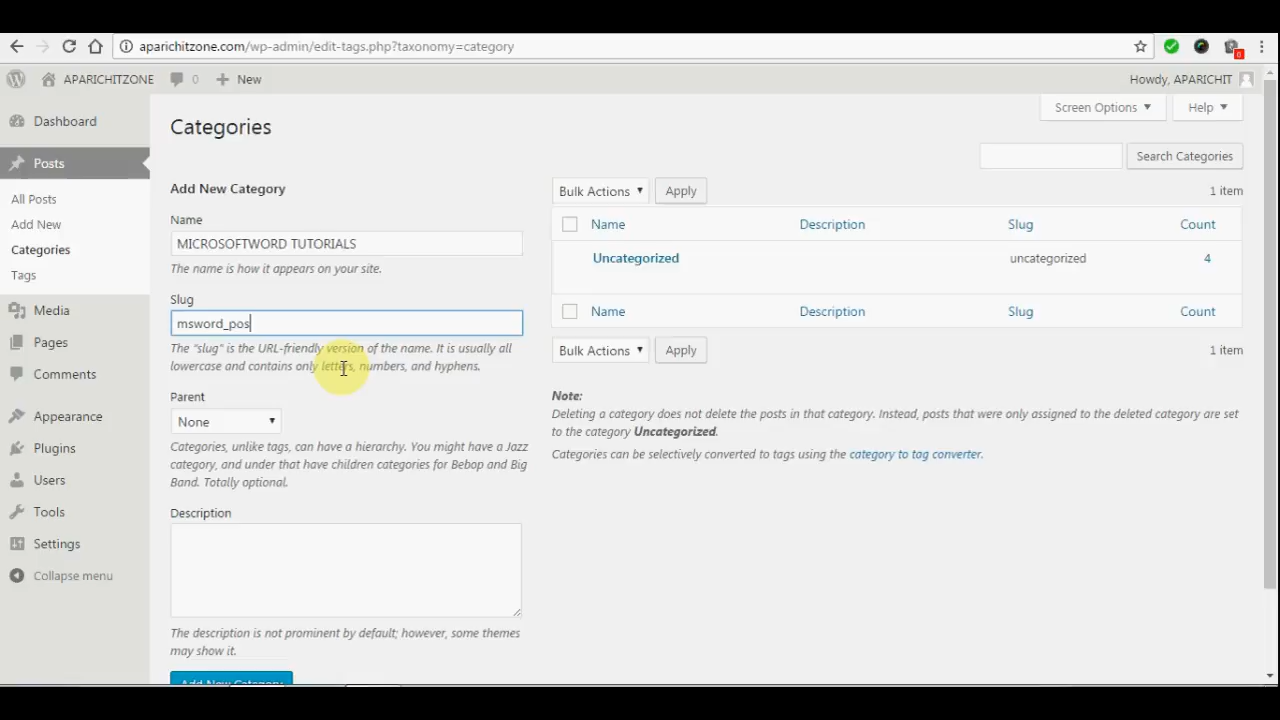 aparichitzone.com/wp-admin/edit-tags.php?taxonomy=category
6
APARICHITZONE 0 New Howdy, APARICHIT
Screen Options Help
Dashboard
Posts
All Posts
Add New
Categories
Tags
Media
Pages
Comments
Appearance
Plugins
Users
Tools
Settings
Collapse menu
Categories
Search Categories
Add New Category
Name
MICROSOFTWORD TUTORIALS
The name is how it appears on your site.
Slug
msword_pos
The "slug" is the URL-friendly version of the name. It is usually all
lowercase and contains only letters, numbers, and hyphens.
Parent
None
Categories, unlike tags, can have a hierarchy. You might have a Jazz
category, and under that have children categories for Bebop and Big
Band. Totally optional.
Description
The description is not prominent by default; however, some themes
may show it.
Add New Category
Bulk Actions Apply 1 item
Name Description Slug Count
Uncategorized uncategorized 4
Name Description Slug Count
Bulk Actions Apply 1 item
Note:
Deleting a category does not delete the posts in that category. Instead, posts that were only assigned to the deleted category are set
to the category Uncategorized.
Categories can be selectively converted to tags using the category to tag converter.